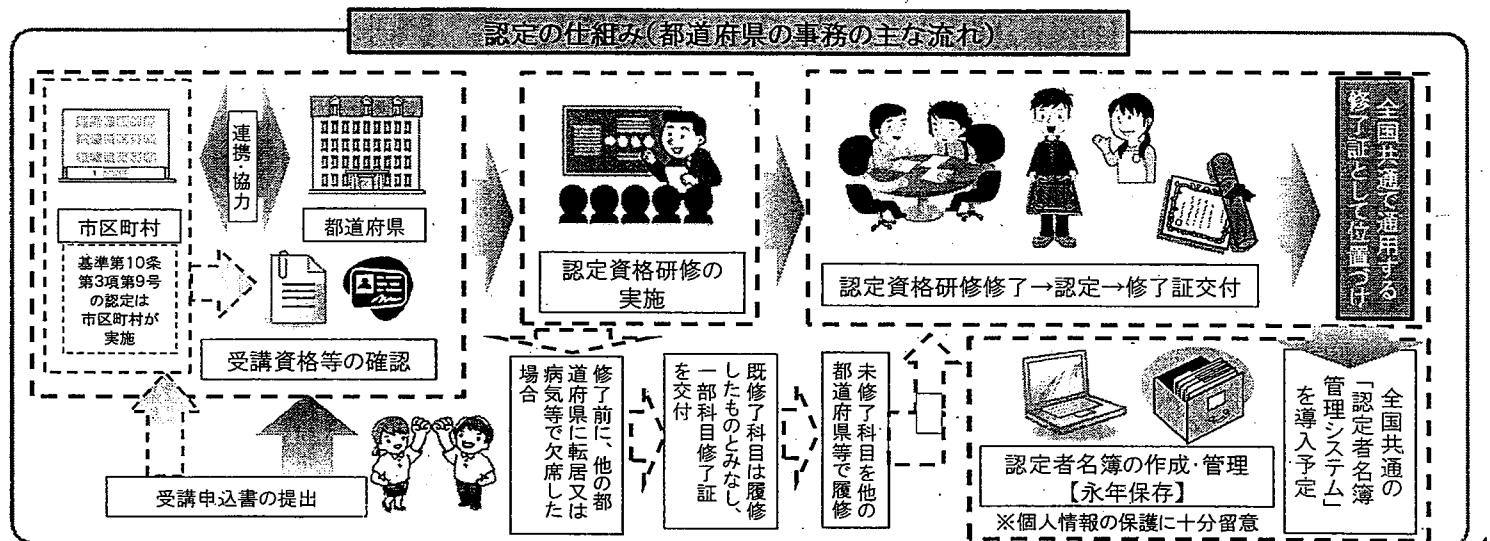 認定の仕組み(都道府県の事務の主な流れ)
連携・協力
市区町村
都道府県
基準第10条
第3項第9号
の認定は
市区町村が
実施
受講資格等の確認
受講申込書の提出
認定資格研修の
実施
認定資格研修修了→認定→修了証交付
全国共通で通用する
修了証として位置づけ
修了前に、他の都
道府県に転居又は
病気等で欠席した
場合
既修了科目は履修
したものとみなし、
一部科目修了証
を交付
未修了科目を他の
都道府県等で履修
認定者名簿の作成・管理
【永年保存】
※個人情報の保護に十分留意
全国共通の
「認定者名簿
管理システム」
を導入予定